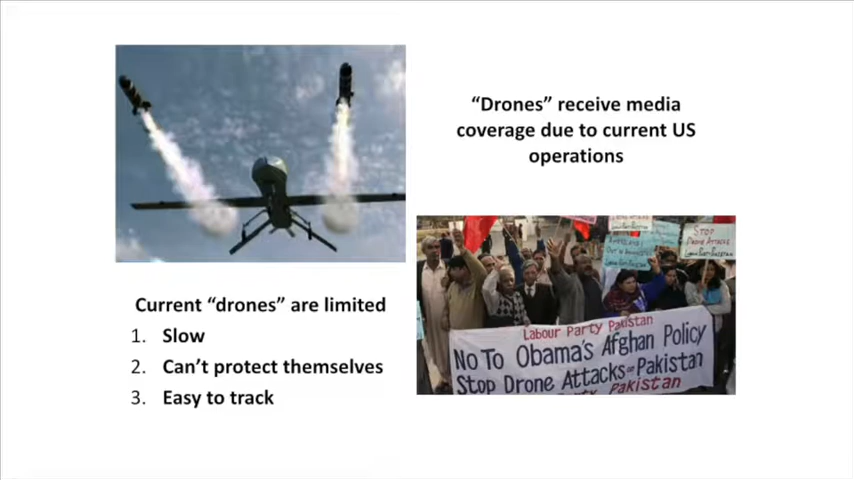 “Drones” receive media
coverage due to current US
operations
Current “drones” are limited
1. Slow
2. Can’t protect themselves
3. Easy to track
STOP
DRONE ATTACKS
Labour Party Pakistan
No To Obama's Afghan Policy
Stop Drone Attacks Pakistan
Party Pakistan